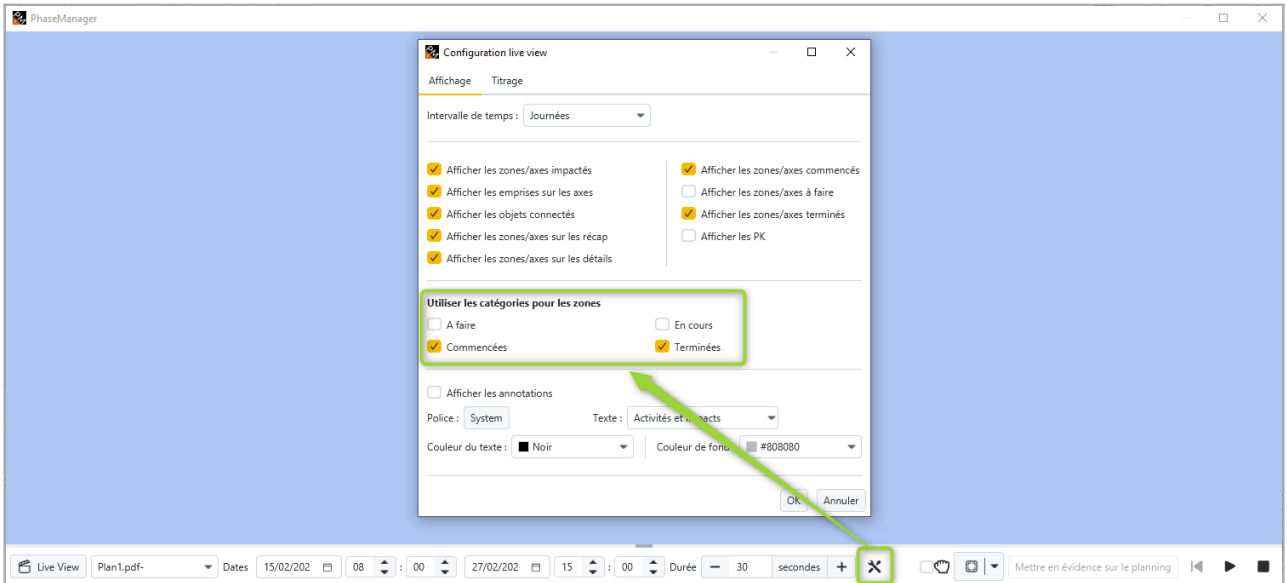 PhaseManager
Configuration live view
Affichage Titrage
Intervalle de temps : Journées
Afficher les zones/axes impactés
Afficher les zones/axes commencés
Afficher les emprises sur les axes
Afficher les zones/axes à faire
Afficher les objets connectés
Afficher les zones/axes terminés
Afficher les zones/axes sur les récap
Afficher les PK
Afficher les zones/axes sur les détails
Utiliser les catégories pour les zones
A faire En cours
Commencées Terminées
Afficher les annotations
Police : System Texte : Activités et impacts
Couleur du texte : Noir Couleur de fond #808080
OK Annuler
Live View Plan1.pdf- Dates 15/02/202 08 : 00 27/02/202 15 : 00 Durée 30 secondes Mettre en évidence sur le planning